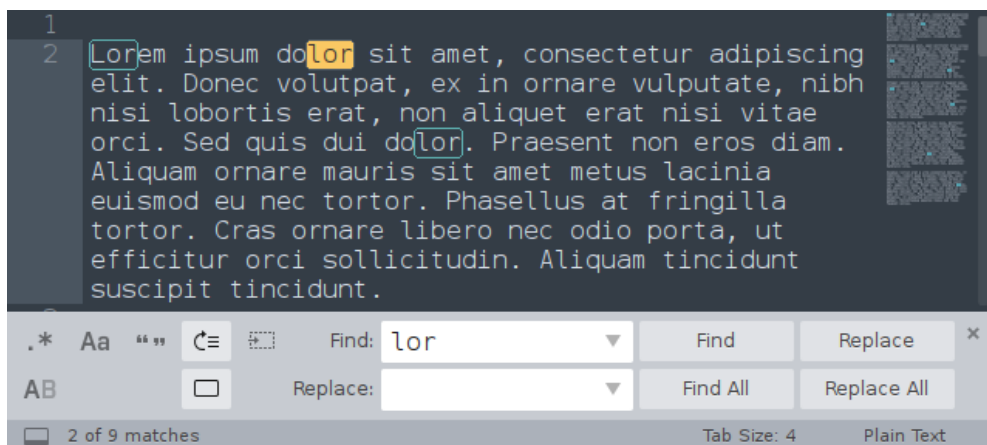 1
2 Lorem ipsum dolor sit amet, consectetur adipiscing
elit. Donec volutpat, ex in ornare vulputate, nibh
nisi lobortis erat, non aliquet erat nisi vitae
orci. Sed quis dui dolor. Praesent non eros diam.
Aliquam ornare mauris sit amet metus lacinia
euismod eu nec tortor. Phasellus at fringilla
tortor. Cras ornare libero nec odio porta, ut
efficitur orci sollicitudin. Aliquam tincidunt
suscipit tincidunt.
.* Aa “” Find: lor Find Replace ×
AB Replace: Find All Replace All
2 of 9 matches Tab Size: 4 Plain Text